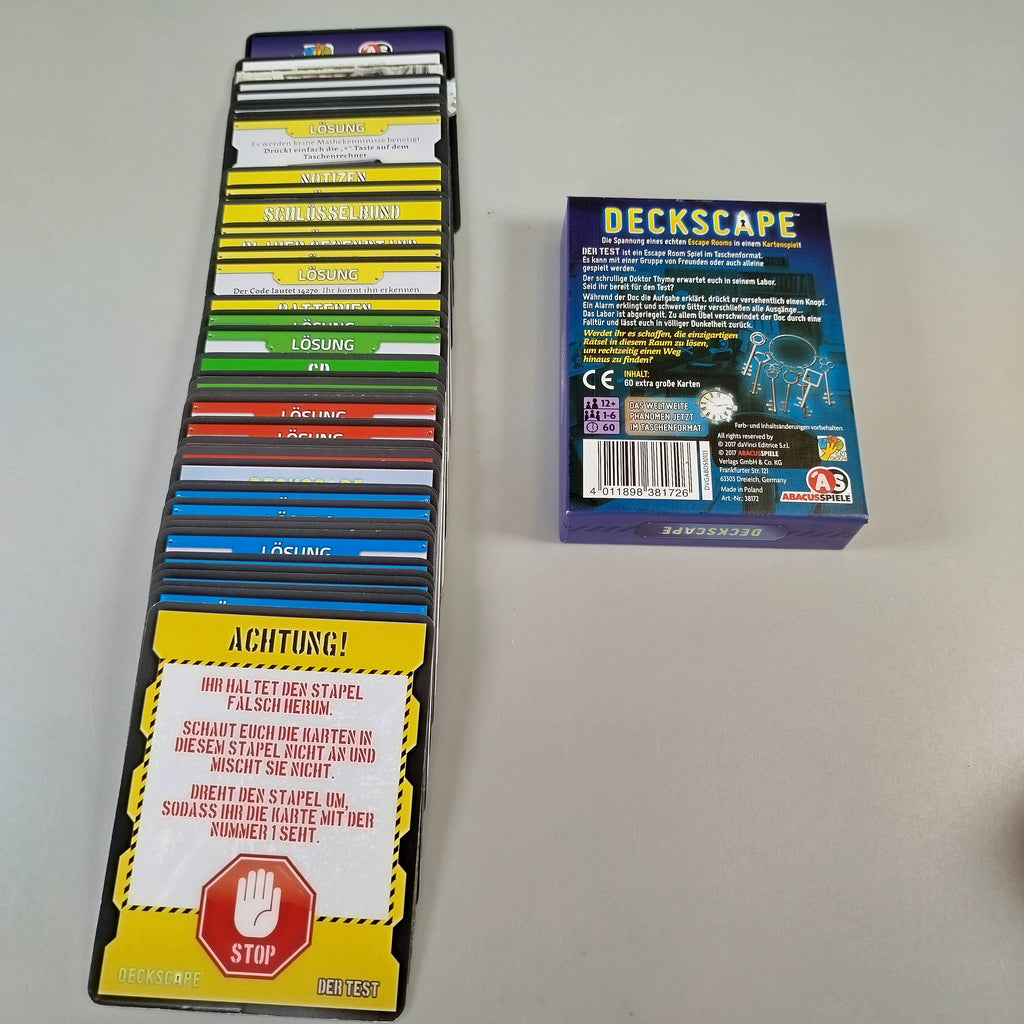 LÖSUNG
Es werden keine Mathekenntnisse benötigt
Drückt einfach die „×“ Taste auf dem
Taschenrechner
NOTIZEN
SCHLÜSSELBUND
BLAUER GEGENSTAND
LÖSUNG
Der Code lautet 14270. Ihr könnt ihn erkennen,
BATTERIEN
LÖSUNG
LÖSUNG
CD
LÖSUNG
LÖSUNG
DECKSCAPE
LÖSUNG
ACHTUNG!
IHR HALTET DEN STAPEL
FALSCH HERUM.
SCHAUT EUCH DIE KARTEN IN
DIESEM STAPEL NICHT AN UND
MISCHT SIE NICHT.
DREHT DEN STAPEL UM,
SODASS IHR DIE KARTE MIT DER
NUMMER 1 SEHT.
STOP
DECKSCAPE
DER TEST
DECKSCAPE™
Die Spannung eines echten Escape Rooms in einem Kartenspiel!
DER TEST ist ein Escape Room Spiel im Taschenformat.
Es kann mit einer Gruppe von Freunden oder auch alleine
gespielt werden.
Der schrullige Doktor Thyme erwartet euch in seinem Labor.
Seid ihr bereit für den Test?
Während der Doc die Aufgabe erklärt, drückt er versehentlich einen Knopf.
Ein Alarm erklingt und schwere Gitter verschließen alle Ausgänge...
Das Labor ist abgeriegelt. Zu allem Übel verschwindet der Doc durch eine
Falltür und lässt euch in völliger Dunkelheit zurück.
Werdet ihr es schaffen, die einzigartigen
Rätsel in diesem Raum zu lösen,
um rechtzeitig einen Weg
hinaus zu finden?
CE
INHALT:
60 extra große Karten
12+
1-6
60
DAS WELTWEITE
PHÄNOMEN JETZT
IM TASCHENFORMAT
Farb- und Inhaltsänderungen vorbehalten.
All rights reserved by
© 2017 daVinci Editrice S.r.l.
© 2017 ABACUSSPIELE
Verlags GmbH & Co. KG
Frankfurter Str. 121
63303 Dreieich, Germany
Made in Poland
Art.-Nr.: 38172
4 011898 381726
AS
ABACUSSPIELE
DECKSCAPE
DECKSCAPE